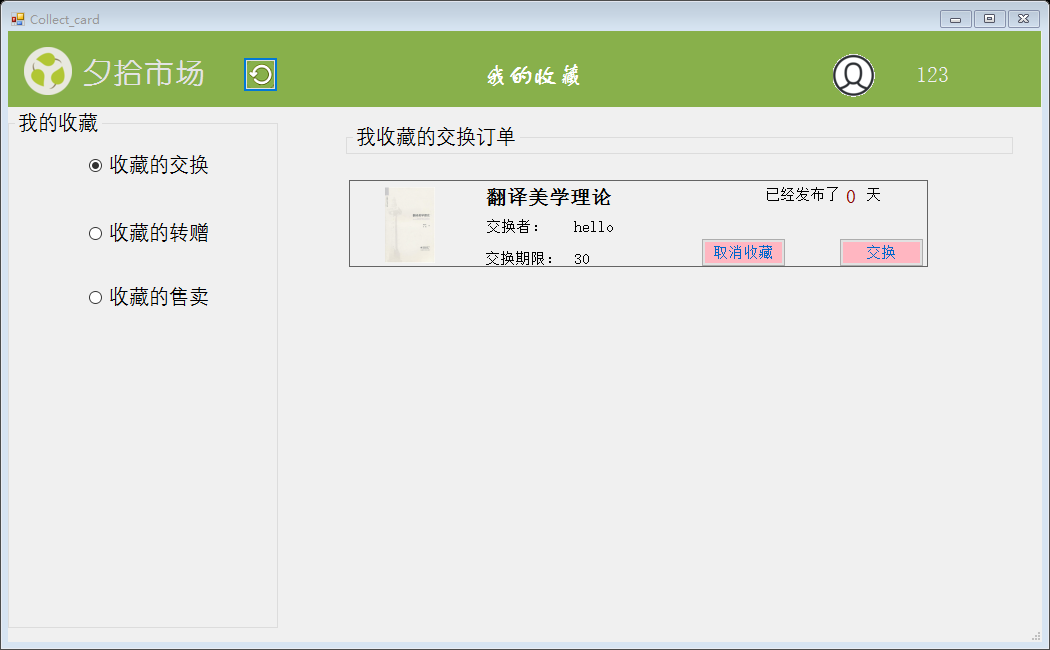 Collect_card
夕拾市场
我的收藏
123
我的收藏
收藏的交换
收藏的转赠
收藏的售卖
我收藏的交换订单
翻译美学理论
已经发布了 0 天
交换者： hello
交换期限： 30
取消收藏
交换